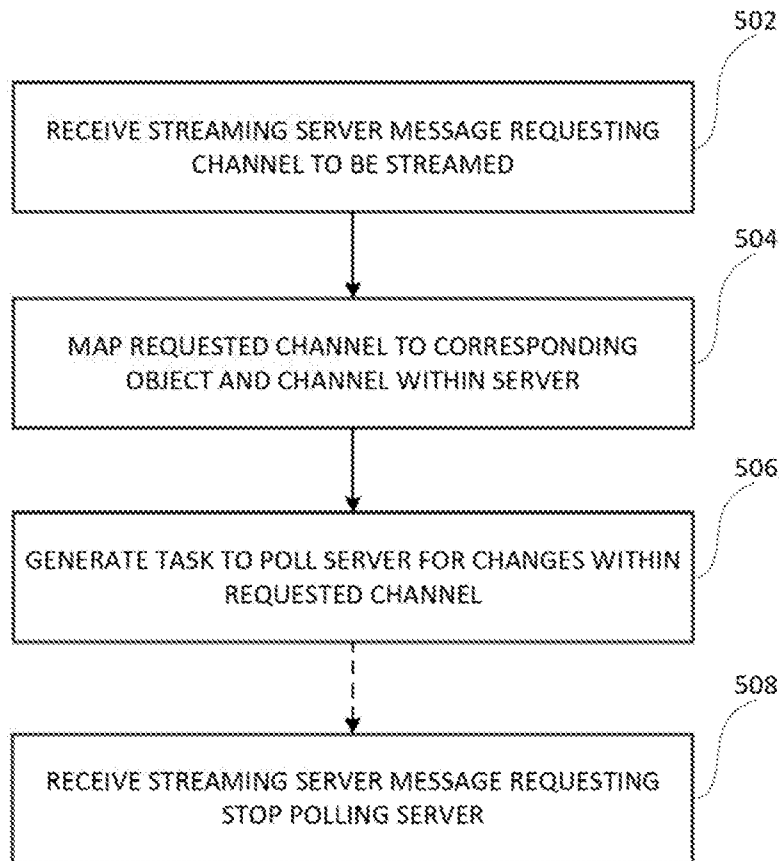 502
RECEIVE STREAMING SERVER MESSAGE REQUESTING
CHANNEL TO BE STREAMED
504
MAP REQUESTED CHANNEL TO CORRESPONDING
OBJECT AND CHANNEL WITHIN SERVER
506
GENERATE TASK TO POLL SERVER FOR CHANGES WITHIN
REQUESTED CHANNEL
508
RECEIVE STREAMING SERVER MESSAGE REQUESTING
STOP POLLING SERVER